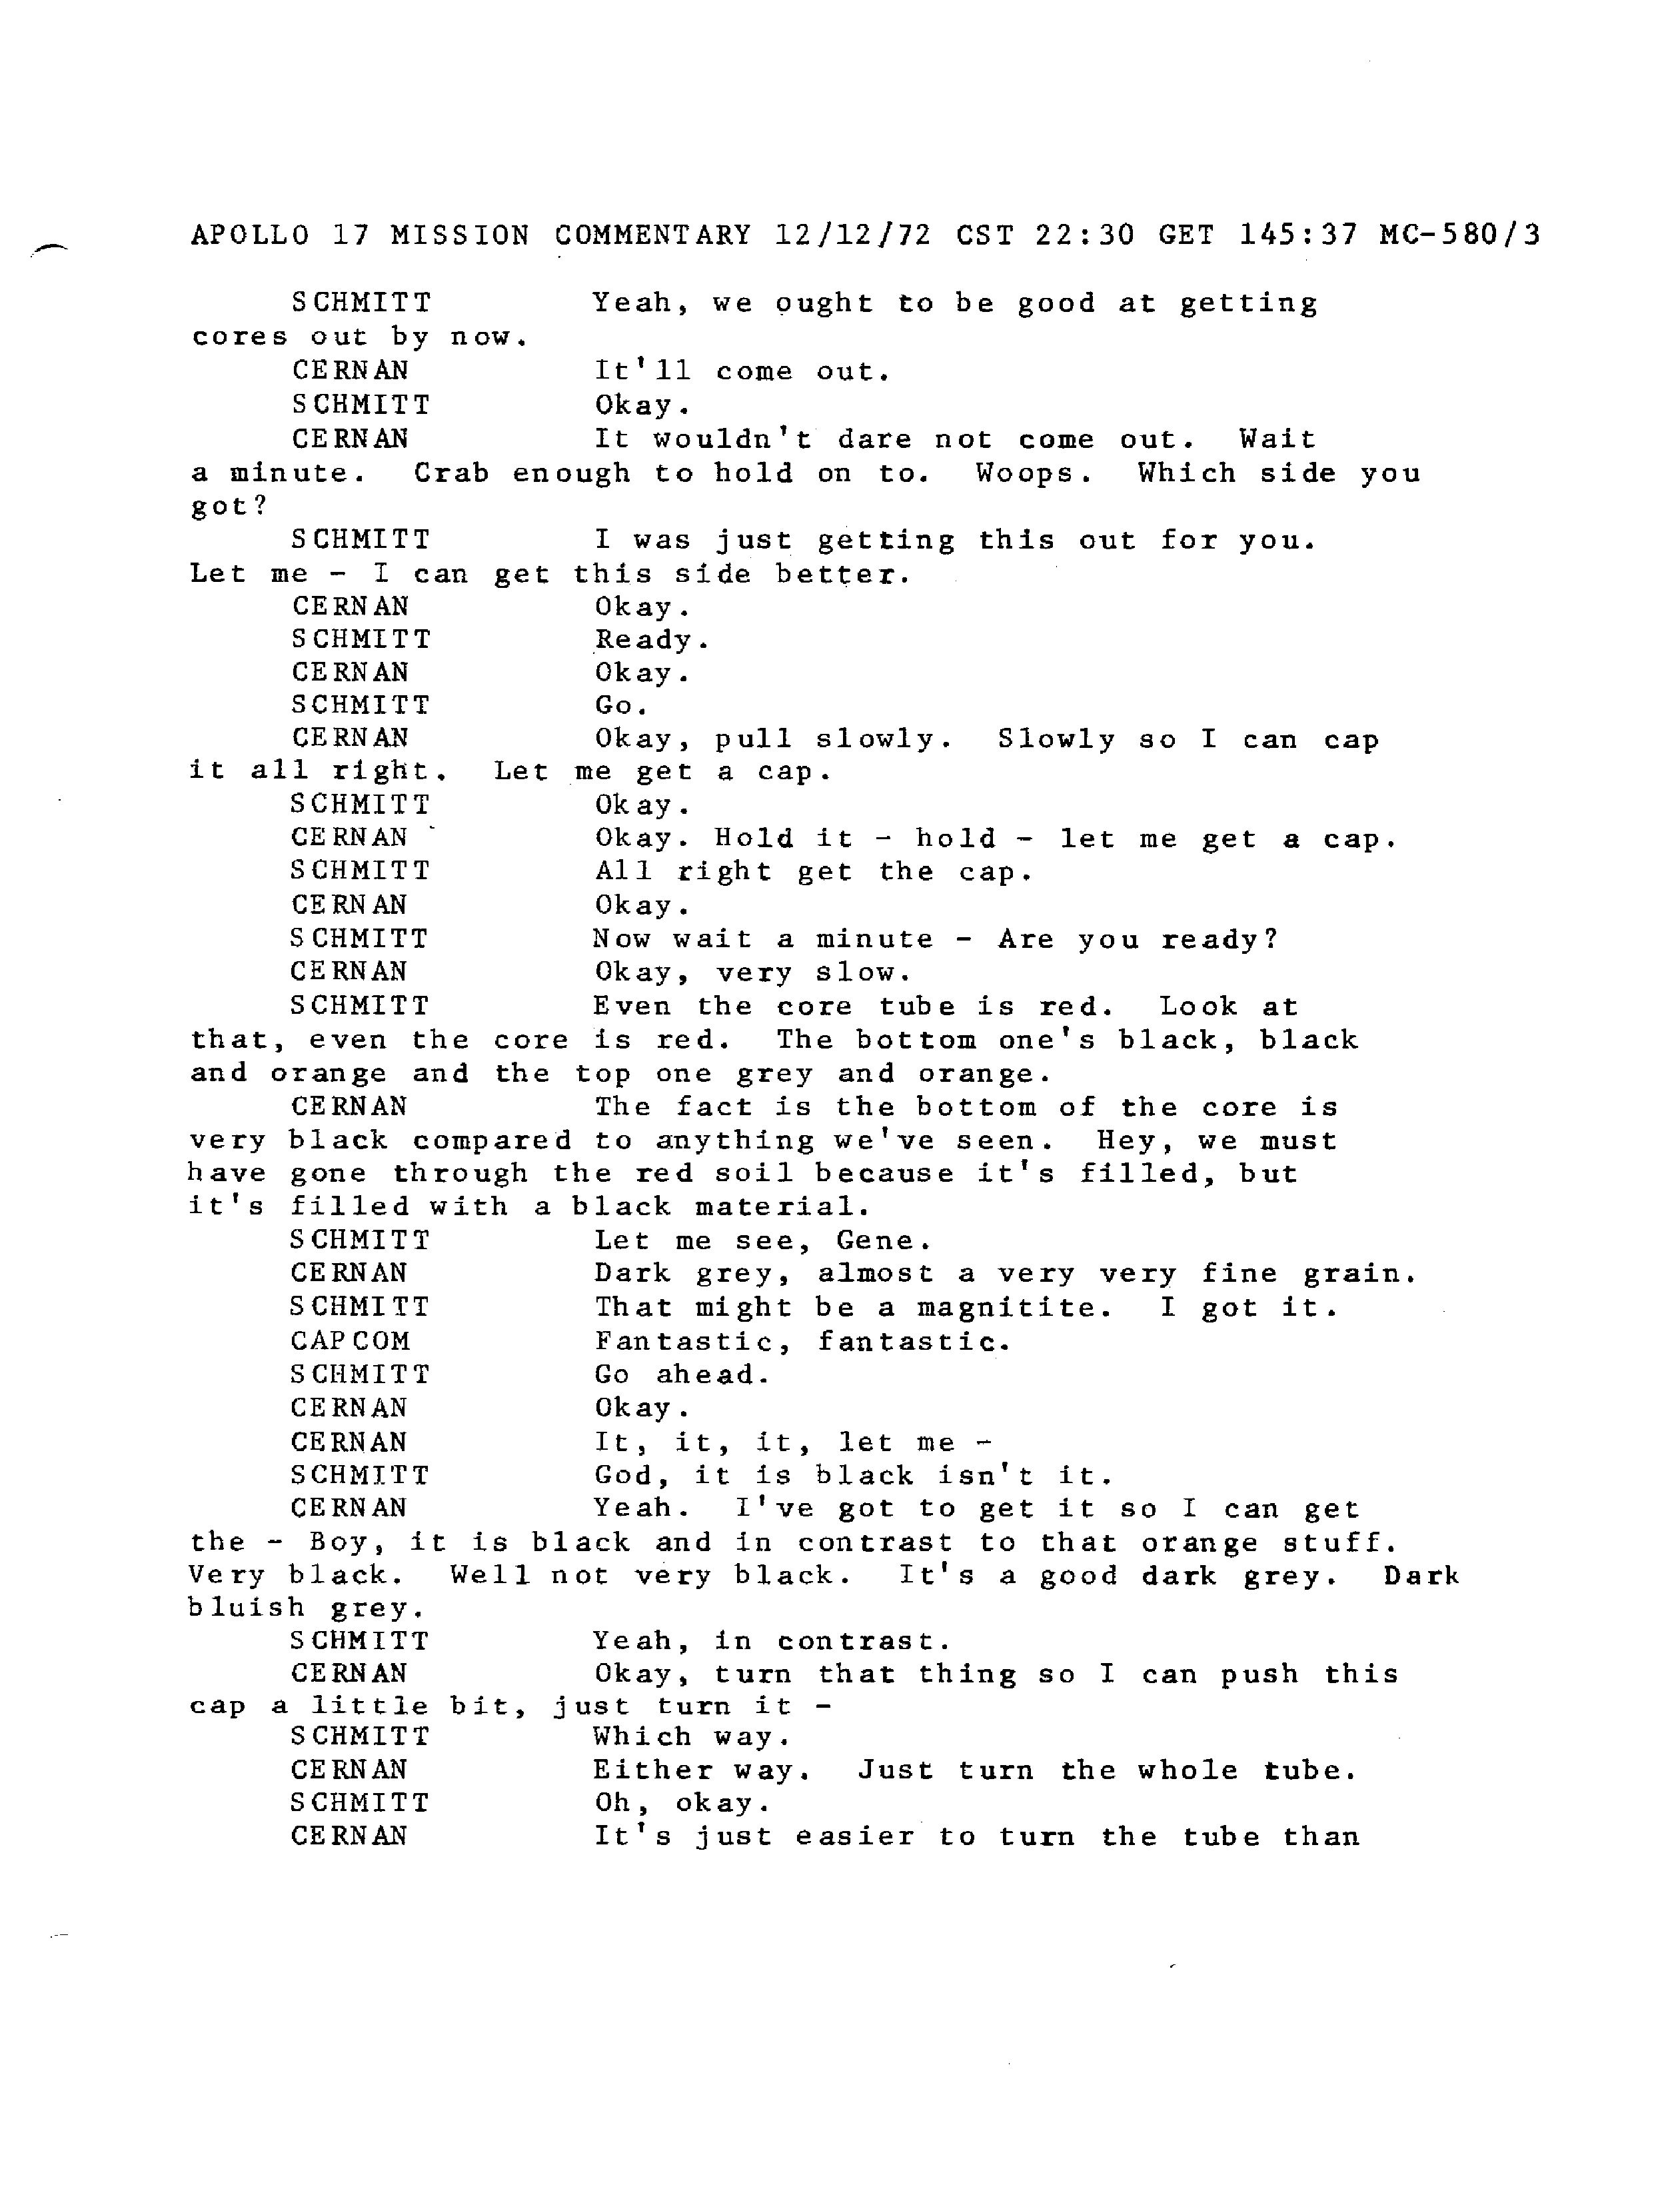 APOLLO 17 MISSION COMMENTARY 12/12/72 CST 22:30 GET 145:37 MC-580/3
SCHMITT Yeah, we ought to be good at getting
cores out by now.
CERNAN It'll come out.
SCHMITT Okay.
CERNAN It wouldn't dare not come out. Wait
a minute. Crab enough to hold on to. Woops. Which side you
got?
SCHMITT I was just getting this out for you.
Let me - I can get this side better.
CERNAN Okay.
SCHMITT Ready.
CERNAN Okay.
SCHMITT Go.
CERNAN Okay, pull slowly. Slowly so I can cap
it all right. Let me get a cap.
SCHMITT Okay.
CERNAN Okay. Hold it - hold - let me get a cap.
SCHMITT All right get the cap.
CERNAN Okay.
SCHMITT Now wait a minute - Are you ready?
CERNAN Okay, very slow.
SCHMITT Even the core tube is red. Look at
that, even the core is red. The bottom one's black, black
and orange and the top one grey and orange.
CERNAN The fact is the bottom of the core is
very black compared to anything we've seen. Hey, we must
have gone through the red soil because it's filled, but
it's filled with a black material.
SCHMITT Let me see, Gene.
CERNAN Dark grey, almost a very very fine grain.
SCHMITT That might be a magnitite. I got it.
CAPCOM Fantastic, fantastic.
SCHMITT Go ahead.
CERNAN Okay.
CERNAN It, it, it, let me -
SCHMITT God, it is black isn't it.
CERNAN Yeah. I've got to get it so I can get
the - Boy, it is black and in contrast to that orange stuff.
Very black. Well not very black. It's a good dark grey. Dark
bluish grey.
SCHMITT Yeah, in contrast.
CERNAN Okay, turn that thing so I can push this
cap a little bit, just turn it -
SCHMITT Which way.
CERNAN Either way. Just turn the whole tube.
SCHMITT Oh, okay.
CERNAN It's just easier to turn the tube than